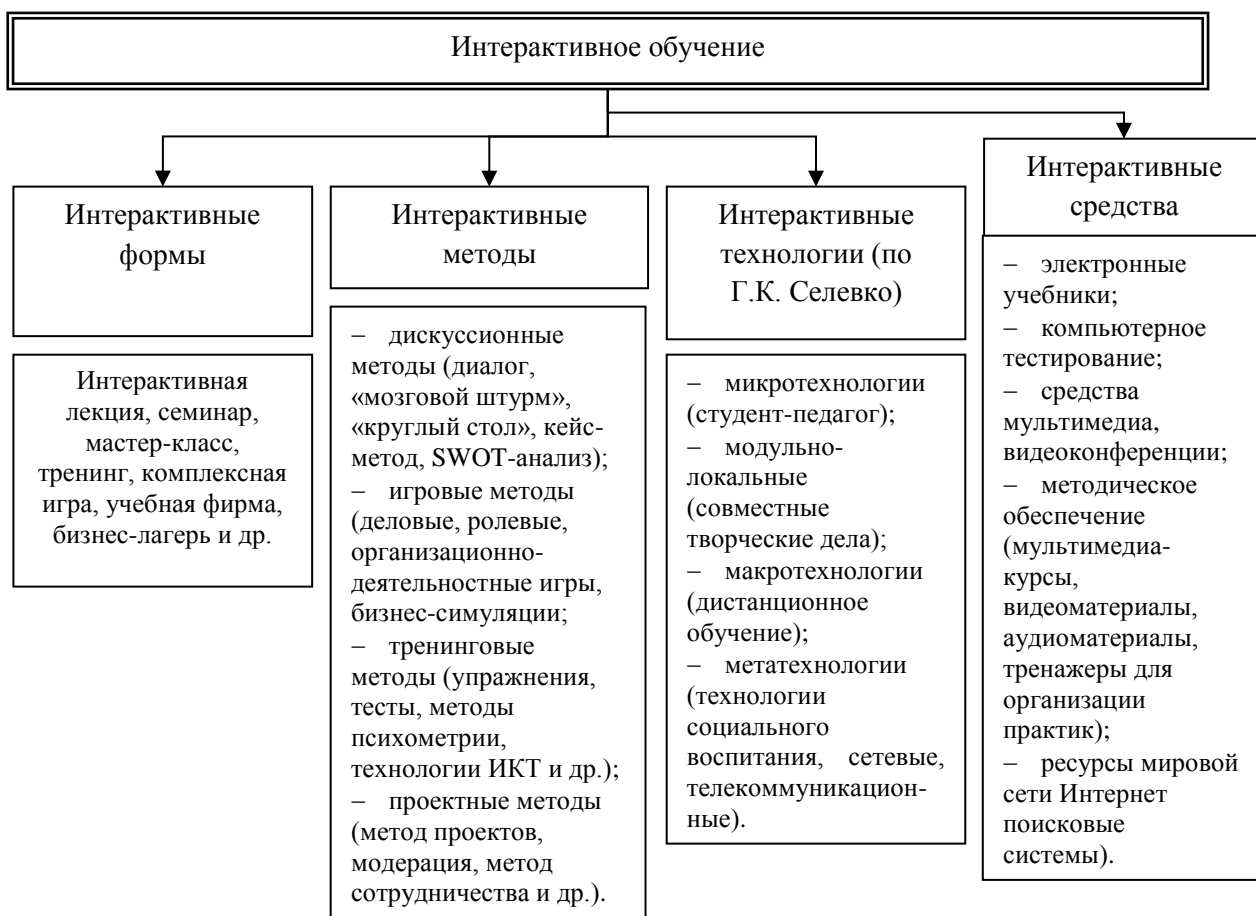 Интерактивное обучение
Интерактивные
формы
Интерактивная
лекция, семинар,
мастер-класс,
тренинг, комплексная
игра, учебная фирма,
бизнес-лагерь и др.
Интерактивные
методы
– дискуссионные
методы (диалог,
«мозговой штурм»,
«круглый стол», кейс-
метод, SWOT-анализ);
– игровые методы
(деловые, ролевые,
организационно-
деятельностные игры,
бизнес-симуляции;
– тренинговые
методы (упражнения,
тесты, методы
психометрии,
технологии ИКТ и др.);
– проектные методы
(метод проектов,
модерация, метод
сотрудничества и др.).
Интерактивные
технологии (по
Г.К. Селевко)
– микротехнологии
(студент-педагог);
– модульно-
локальные
(совместные
творческие дела);
– макротехнологии
(дистанционное
обучение);
– метатехнологии
(технологии
социального
воспитания, сетевые,
телекоммуникацион-
ные).
Интерактивные
средства
– электронные
учебники;
– компьютерное
тестирование;
– средства
мультимедиа,
видеоконференции;
– методическое
обеспечение
(мультимедиа-
курсы,
видеоматериалы,
аудиоматериалы,
тренажеры для
организации
практик);
– ресурсы мировой
сети Интернет
поисковые
системы).